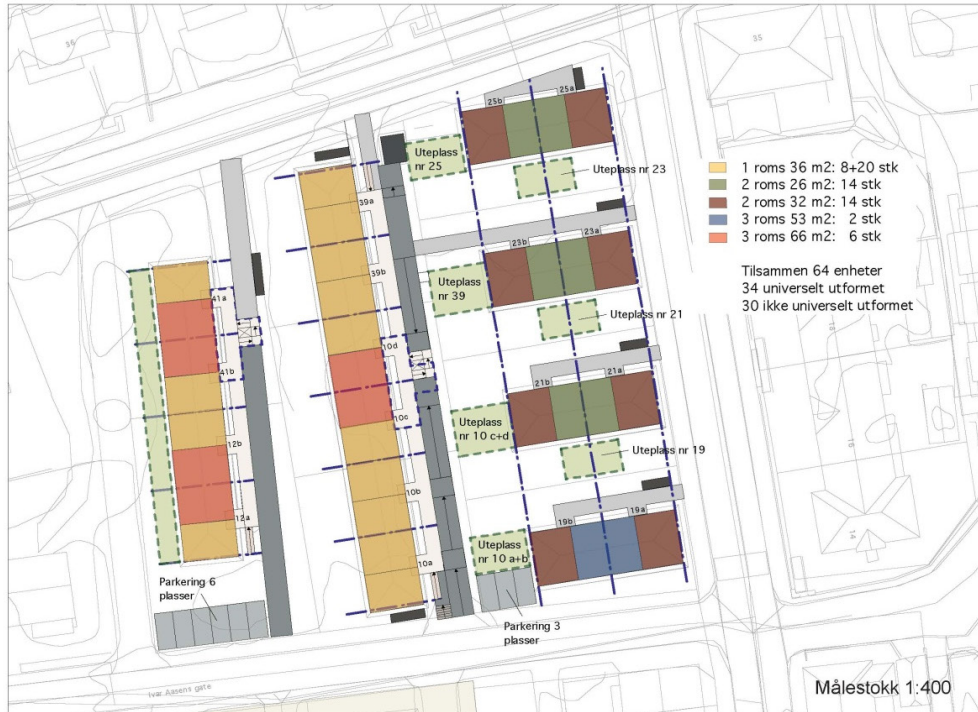 56
35
25b
25a
Uteplass
nr 25
Uteplass nr 23
1 roms 36 m2: 8+20 stk
2 roms 26 m2: 14 stk
2 roms 32 m2: 14 stk
3 roms 53 m2: 2 stk
3 roms 66 m2: 6 stk
Tilsammen 64 enheter
34 universelt utformet
30 ikke universelt utformet
39a
23b
23a
39b
Uteplass
nr 39
41a
Uteplass nr 21
10d
41b
21b
21a
10c
Uteplass
nr 10 c+d
12b
Uteplass nr 19
10b
12a
19b
19a
Uteplass
nr 10 a+b
10a
14
Parkering 6
plasser
Parkering 3
plasser
Ivar Aasens gate
Målestokk 1:400